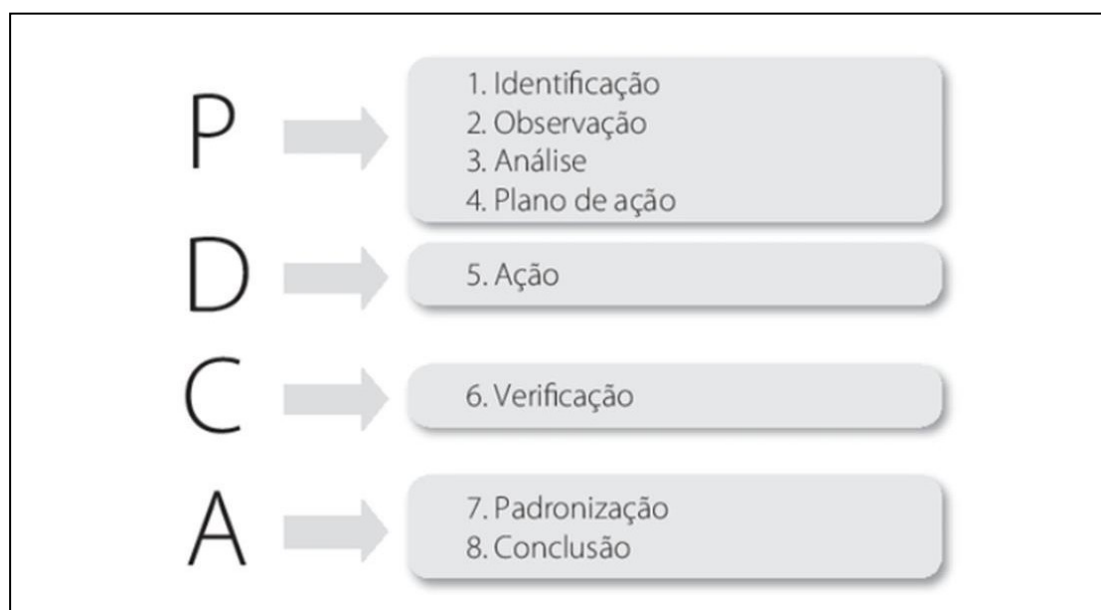 P
1. Identificação
2. Observação
3. Análise
4. Plano de ação
D
5. Ação
C
6. Verificação
A
7. Padronização
8. Conclusão